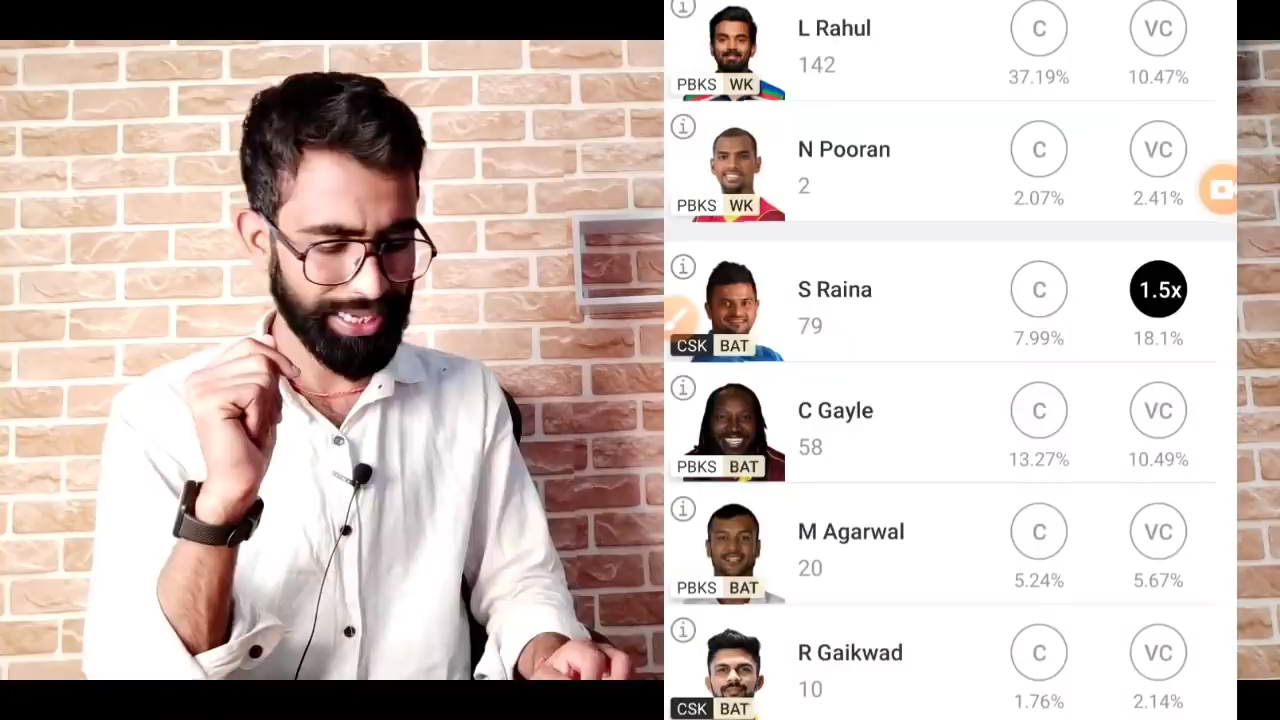 i
L Rahul
142
C
VC
37.19%
10.47%
PBKS WK
i
N Pooran
2
C
VC
2.07%
2.41%
PBKS WK
i
S Raina
79
C
1.5x
7.99%
18.1%
CSK BAT
i
C Gayle
58
C
VC
13.27%
10.49%
PBKS BAT
i
M Agarwal
20
C
VC
5.24%
5.67%
PBKS BAT
i
R Gaikwad
10
C
VC
1.76%
2.14%
CSK BAT